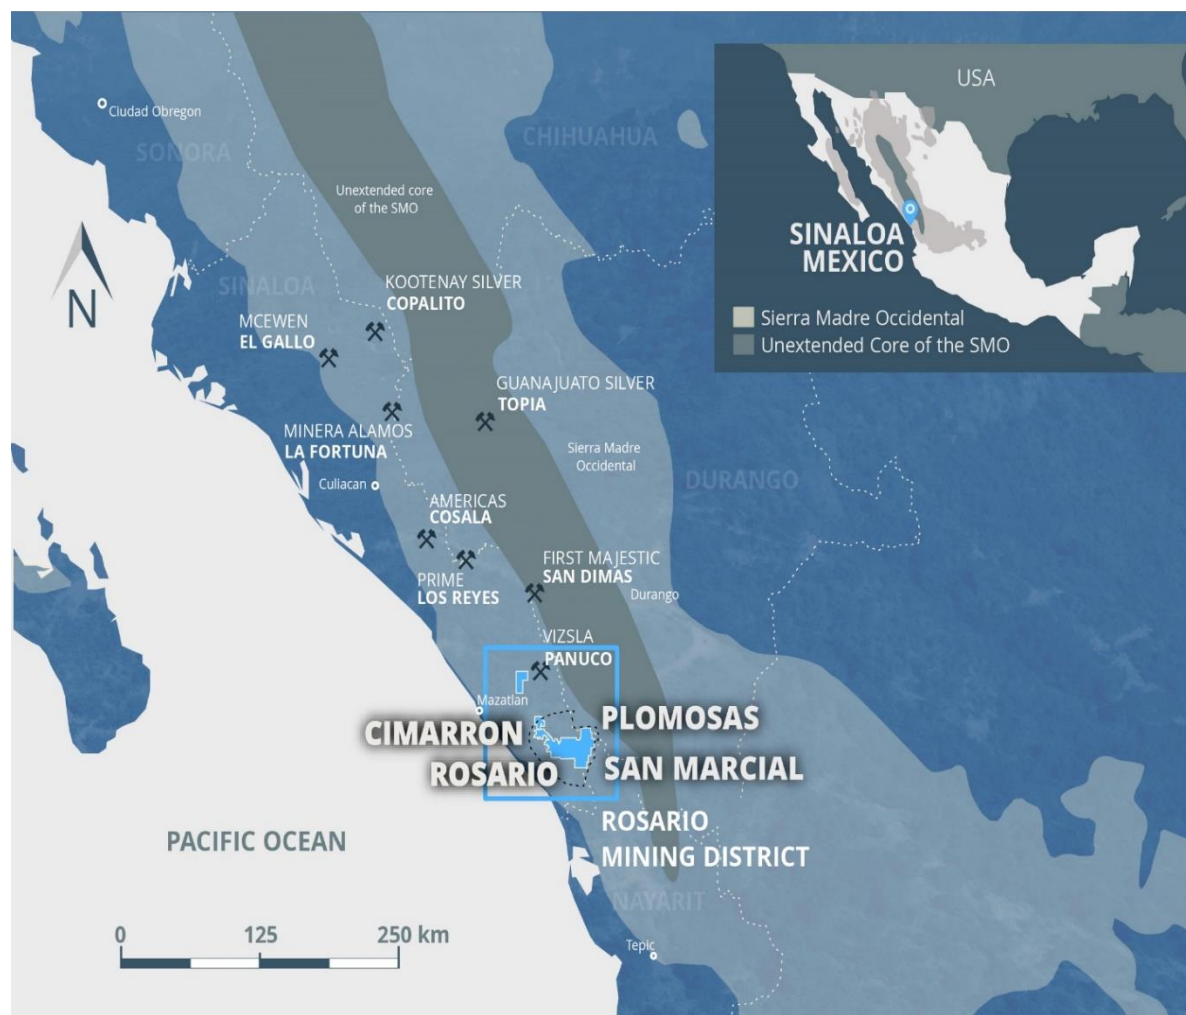 USA
Ciudad Obregon
SONORA
CHIHUAHUA
Unextended core
of the SMO
SINALOA
MEXICO
Sierra Madre Occidental
Unextended Core of the SMO
N
SINALOA
KOOTENAY SILVER
COPALITO
MCEWEN
EL GALLO
GUANAJUATO SILVER
TOPIA
MINERA ALAMOS
LA FORTUNA
Sierra Madre
Occidental
Culiacan
DURANGO
AMERICAS
COSALA
FIRST MAJESTIC
SAN DIMAS
PRIME
LOS REYES
Durango
VIZSLA
PANUCO
Mazatlan
CIMARRON
ROSARIO
PLOMOSAS
SAN MARCIAL
ROSARIO
MINING DISTRICT
PACIFIC OCEAN
NAYARIT
Tepic
0 125 250 km